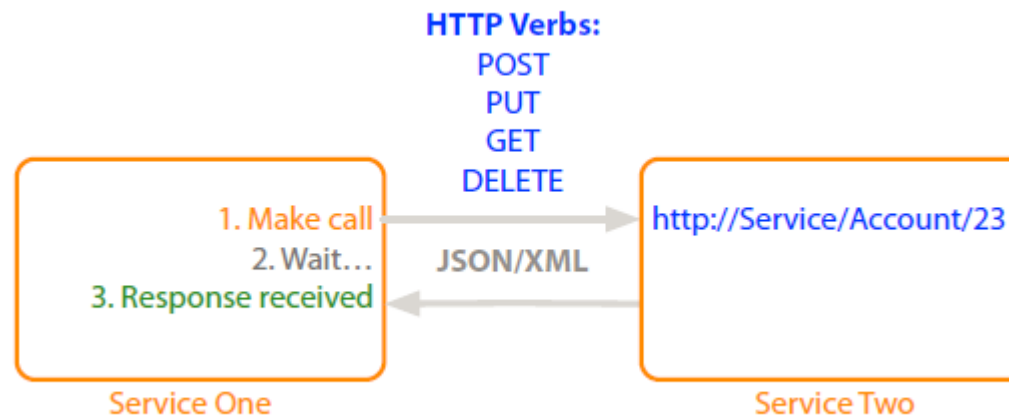 HTTP Verbs:
POST
PUT
GET
DELETE
1. Make call
2. Wait...
3. Response received
JSON/XML
http://Service/Account/23
Service One
Service Two